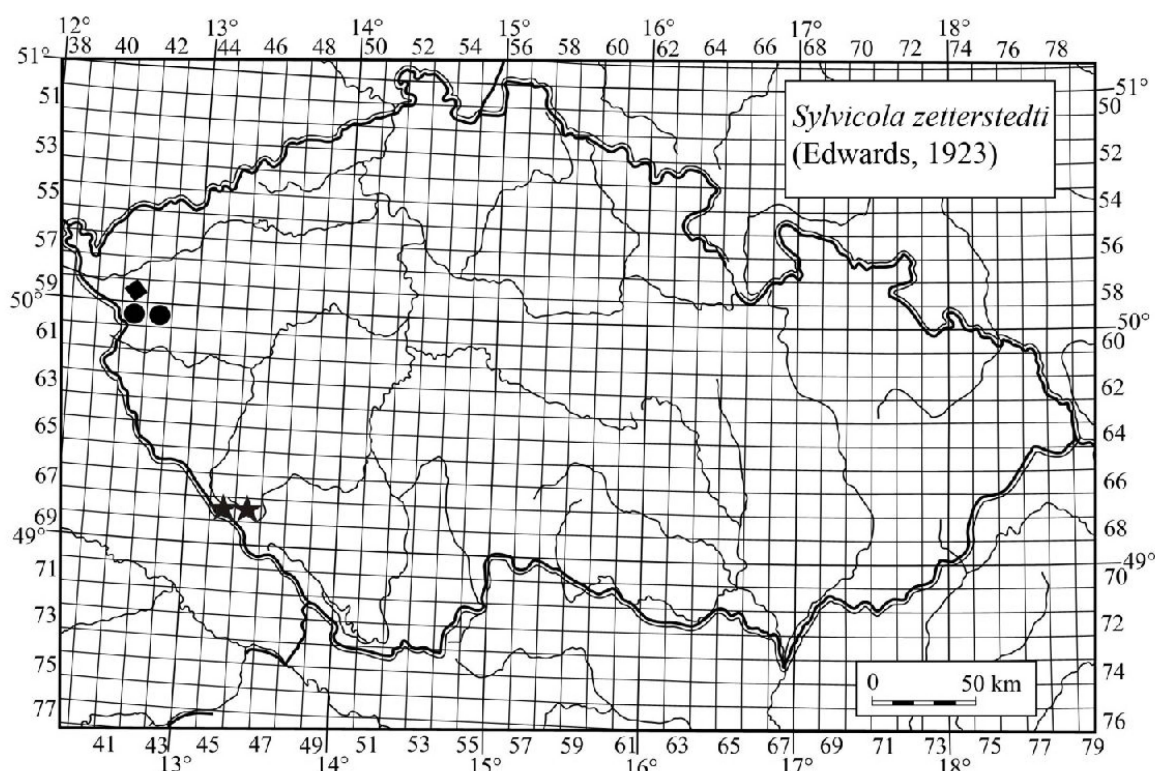 12° 13° 14° 15° 16° 17° 18°
38 40 42 44 46 48 50 52 54 56 58 60 62 64 66 68 70 72 74 76 78
51° 51°
51 50
Sylvicola zetterstedti
(Edwards, 1923)
53 52
55 54
57 56
59 58
50° 50°
61 60
63 62
65 64
67 66
69 68
49° 49°
71 70
73 72
75 74
77 76
0 50 km
41 43 45 47 49 51 53 55 57 59 61 63 65 67 69 71 73 75 77 79
13° 14° 15° 16° 17° 18°